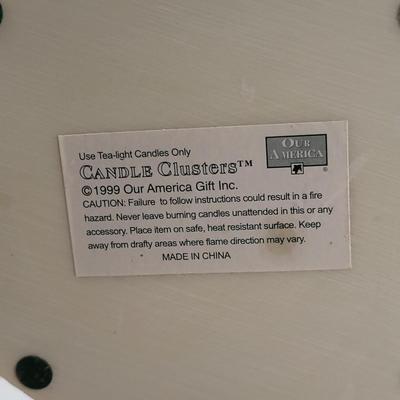 Use Tea-light Candles Only
CANDLE Clusters™
©1999 Our America Gift Inc.
CAUTION: Failure to follow instructions could result in a fire
hazard. Never leave burning candles unattended in this or any
accessory. Place item on safe, heat resistant surface. Keep
away from drafty areas where flame direction may vary.
MADE IN CHINA
OUR
AMERICA
®